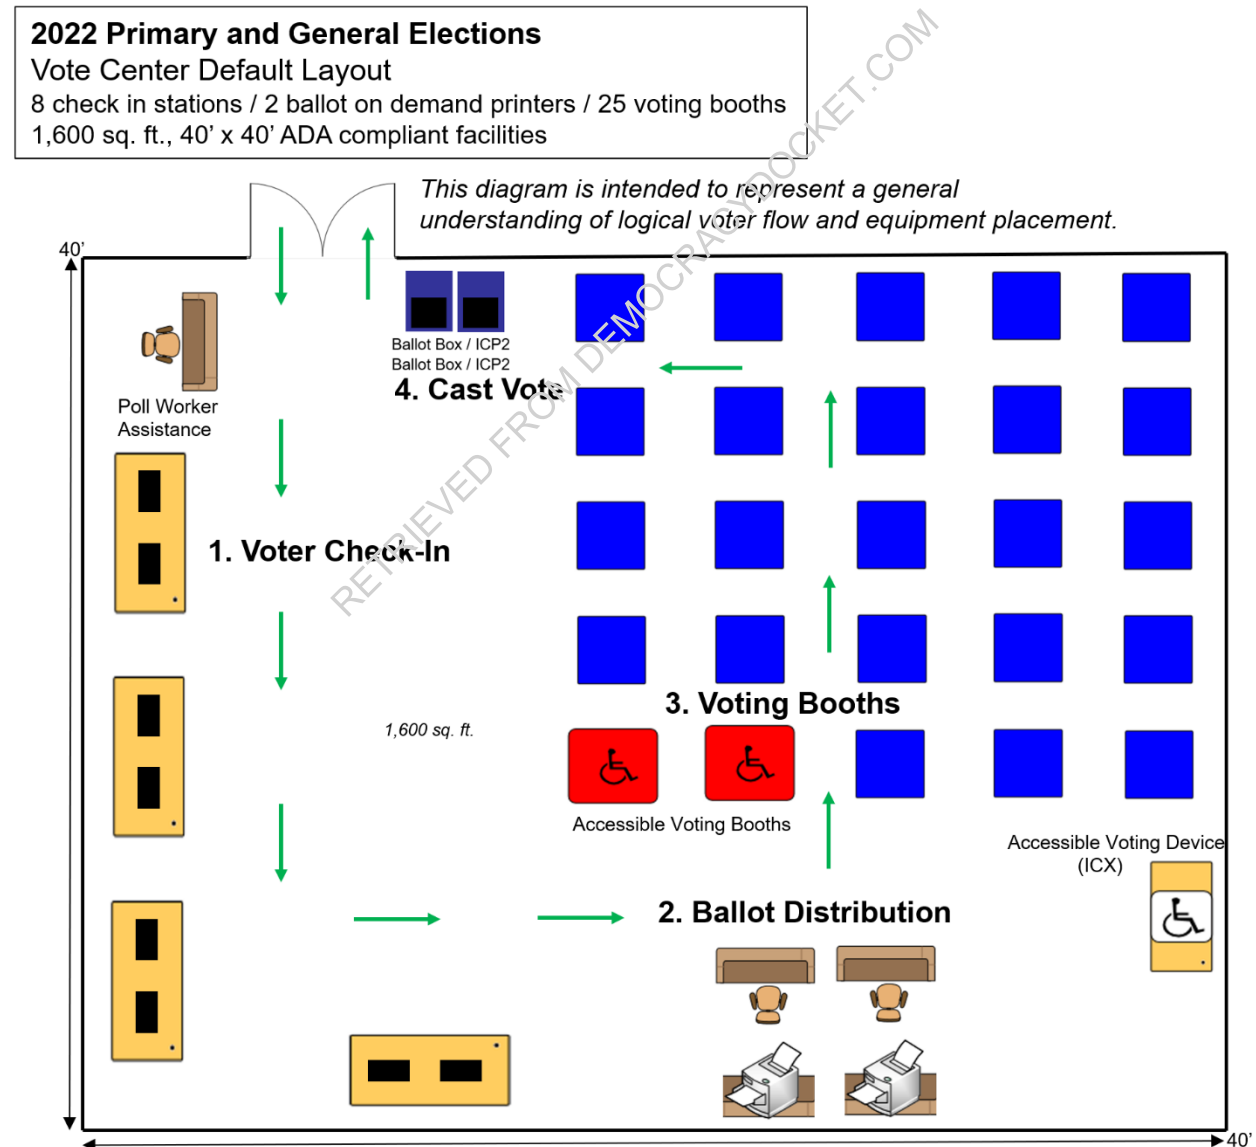 2022 Primary and General Elections
Vote Center Default Layout
8 check in stations / 2 ballot on demand printers / 25 voting booths
1,600 sq. ft., 40' x 40' ADA compliant facilities
This diagram is intended to represent a general
understanding of logical voter flow and equipment placement.
RETRIEVED FROM DEMOCRACYDOCKET.COM
40'
Ballot Box / ICP2
Ballot Box / ICP2
4. Cast Vote
Poll Worker
Assistance
1. Voter Check-In
3. Voting Booths
1,600 sq. ft.
Accessible Voting Booths
Accessible Voting Device
(ICX)
2. Ballot Distribution
40'